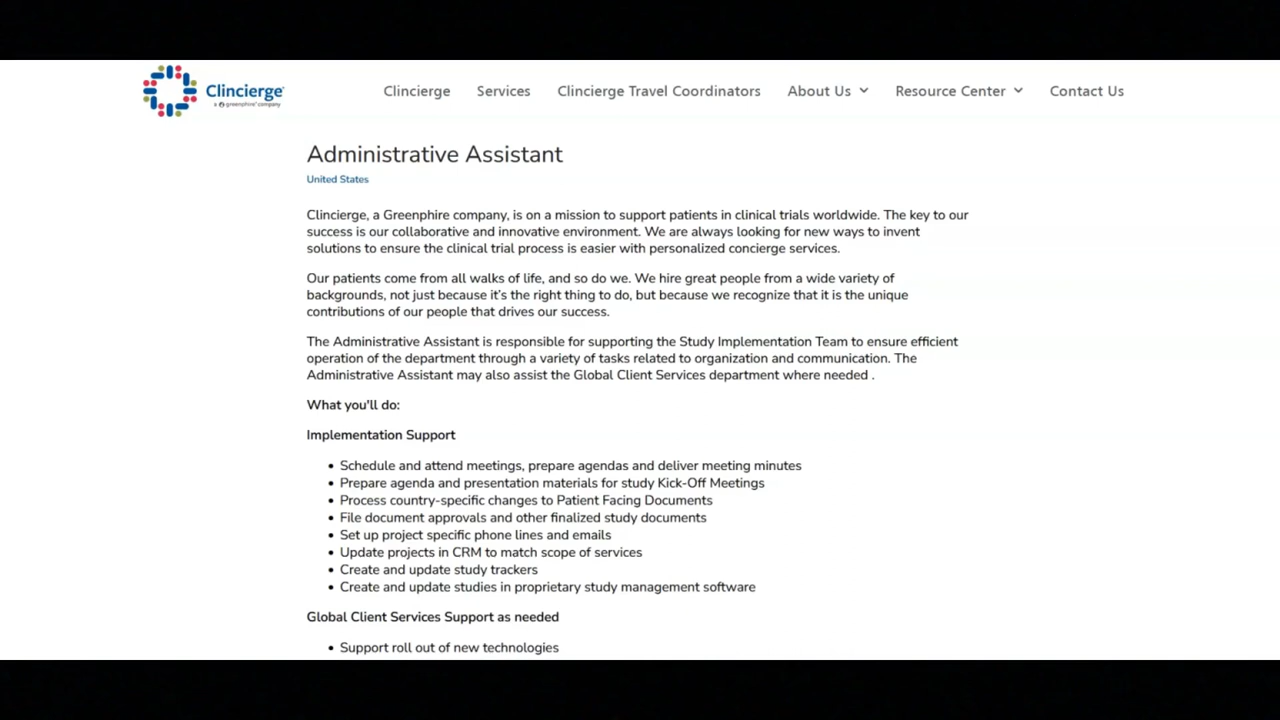 Clincierge
a greenphire company
Clincierge
Services
Clincierge Travel Coordinators
About Us
Resource Center
Contact Us
Administrative Assistant
United States
Clincierge, a Greenphire company, is on a mission to support patients in clinical trials worldwide. The key to our
success is our collaborative and innovative environment. We are always looking for new ways to invent
solutions to ensure the clinical trial process is easier with personalized concierge services.
Our patients come from all walks of life, and so do we. We hire great people from a wide variety of
backgrounds, not just because it's the right thing to do, but because we recognize that it is the unique
contributions of our people that drives our success.
The Administrative Assistant is responsible for supporting the Study Implementation Team to ensure efficient
operation of the department through a variety of tasks related to organization and communication. The
Administrative Assistant may also assist the Global Client Services department where needed .
What you'll do:
Implementation Support
• Schedule and attend meetings, prepare agendas and deliver meeting minutes
• Prepare agenda and presentation materials for study Kick-Off Meetings
• Process country-specific changes to Patient Facing Documents
• File document approvals and other finalized study documents
• Set up project specific phone lines and emails
• Update projects in CRM to match scope of services
• Create and update study trackers
• Create and update studies in proprietary study management software
Global Client Services Support as needed
• Support roll out of new technologies